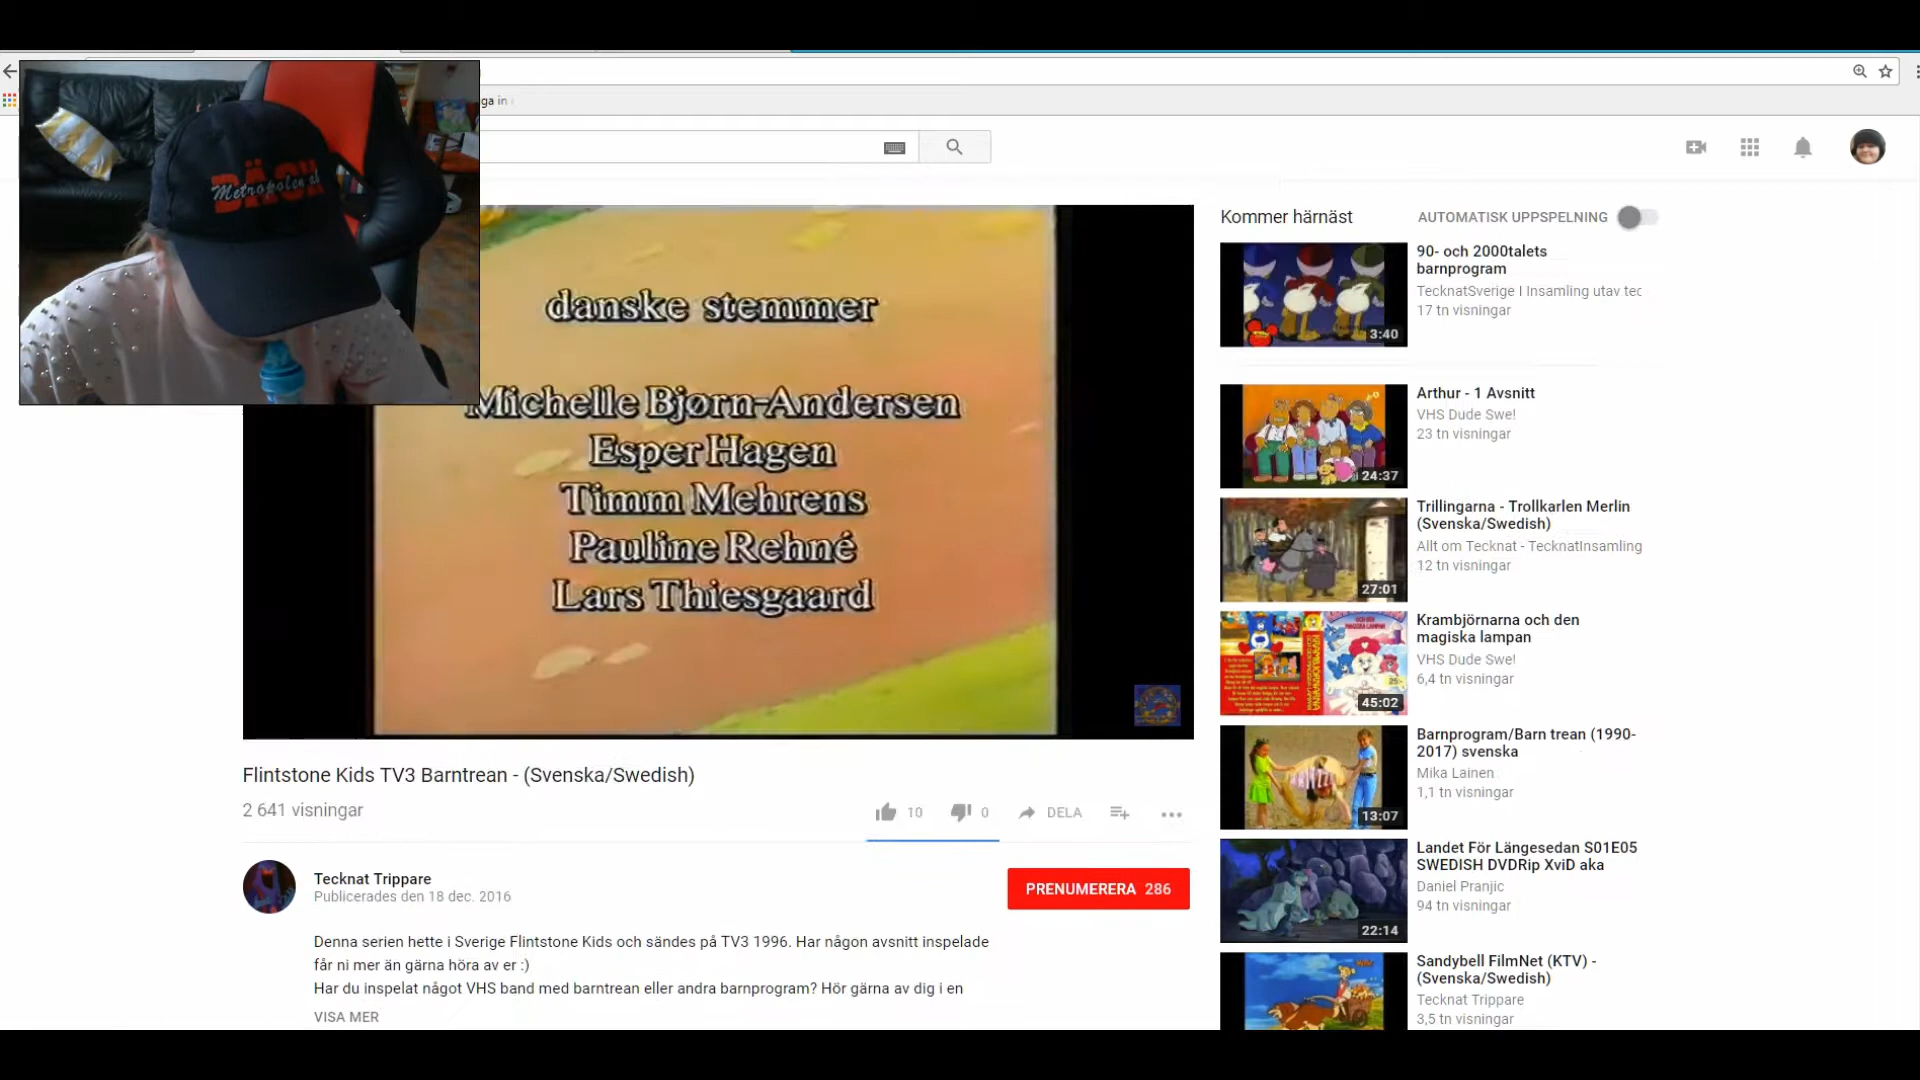 ga in
BÄCK
Metropolen ab
danske stemmer
Michelle Bjørn-Andersen
Esper Hagen
Timm Mehrens
Pauline Rehné
Lars Thiesgaard
Flintstone Kids TV3 Barntrean - (Svenska/Swedish)
2 641 visningar
10
0
DELA
Tecknat Trippare
Publicerades den 18 dec. 2016
PRENUMERERA 286
Denna serien hette i Sverige Flintstone Kids och sändes på TV3 1996. Har någon avsnitt inspelade
får ni mer än gärna höra av er :)
Har du inspelat något VHS band med barntrean eller andra barnprogram? Hör gärna av dig i en
VISA MER
Kommer härnäst
AUTOMATISK UPPSPELNING
90- och 2000talets
barnprogram
TecknatSverige I Insamling utav tec
17 tn visningar
3:40
Arthur - 1 Avsnitt
VHS Dude Swe!
23 tn visningar
24:37
Trillingarna - Trollkarlen Merlin
(Svenska/Swedish)
Allt om Tecknat - TecknatInsamling
12 tn visningar
27:01
Krambjörnarna och den
magiska lampan
VHS Dude Swe!
6,4 tn visningar
45:02
Barnprogram/Barn trean (1990-
2017) svenska
Mika Lainen
1,1 tn visningar
13:07
Landet För Längesedan S01E05
SWEDISH DVDRip XviD aka
Daniel Pranjic
94 tn visningar
22:14
Sandybell FilmNet (KTV) -
(Svenska/Swedish)
Tecknat Trippare
3,5 tn visningar